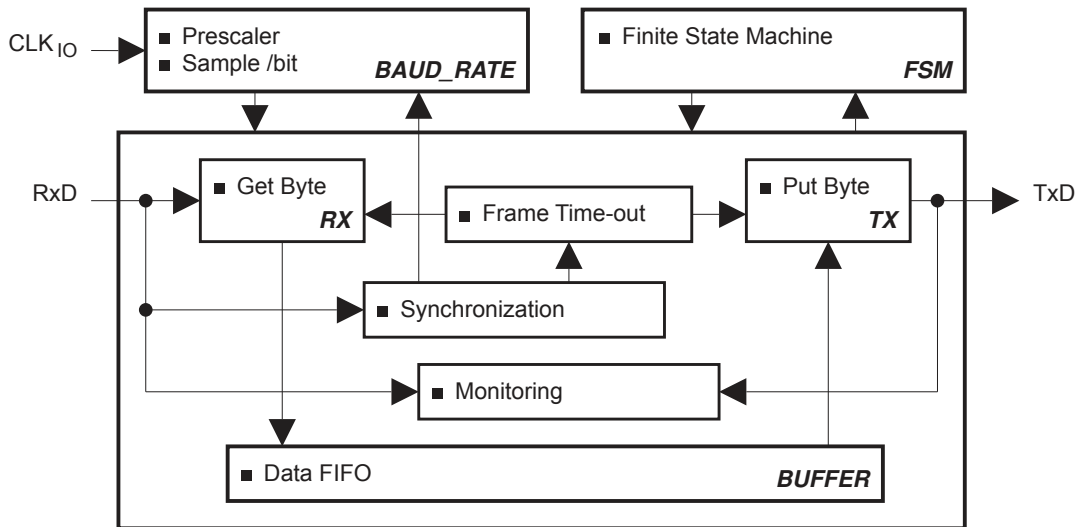 CLK IO
■ Prescaler
■ Sample /bit
BAUD_RATE
■ Finite State Machine
FSM
RxD
■ Get Byte
RX
■ Frame Time-out
■ Put Byte
TX
TxD
■ Synchronization
■ Monitoring
■ Data FIFO
BUFFER